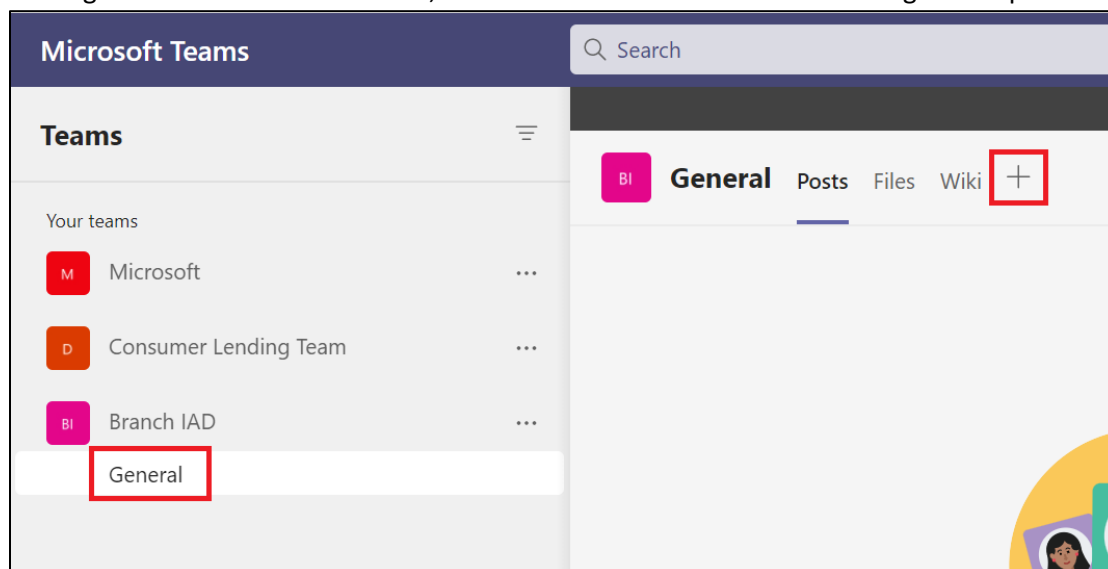 Microsoft Teams
Search
Teams
BI
General Posts Files Wiki
Your teams
M Microsoft
D Consumer Lending Team
BI Branch IAD
General